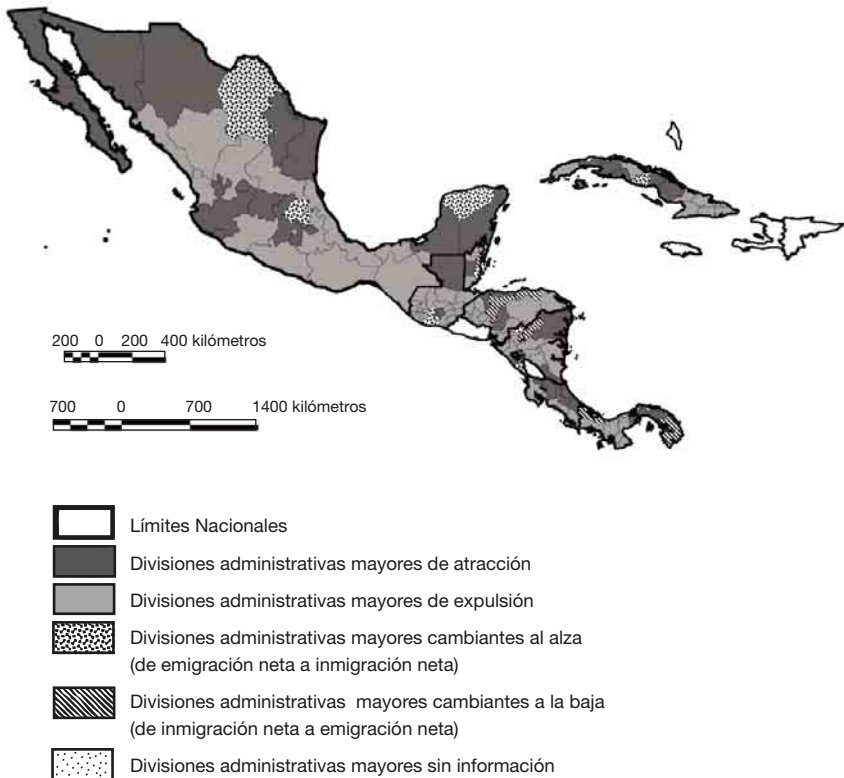 200 0 200 400 kilómetros
700 0 700 1400 kilómetros
Límites Nacionales
Divisiones administrativas mayores de atracción
Divisiones administrativas mayores de expulsión
Divisiones administrativas mayores cambiantes al alza
(de emigración neta a inmigración neta)
Divisiones administrativas mayores cambiantes a la baja
(de inmigración neta a emigración neta)
Divisiones administrativas mayores sin información